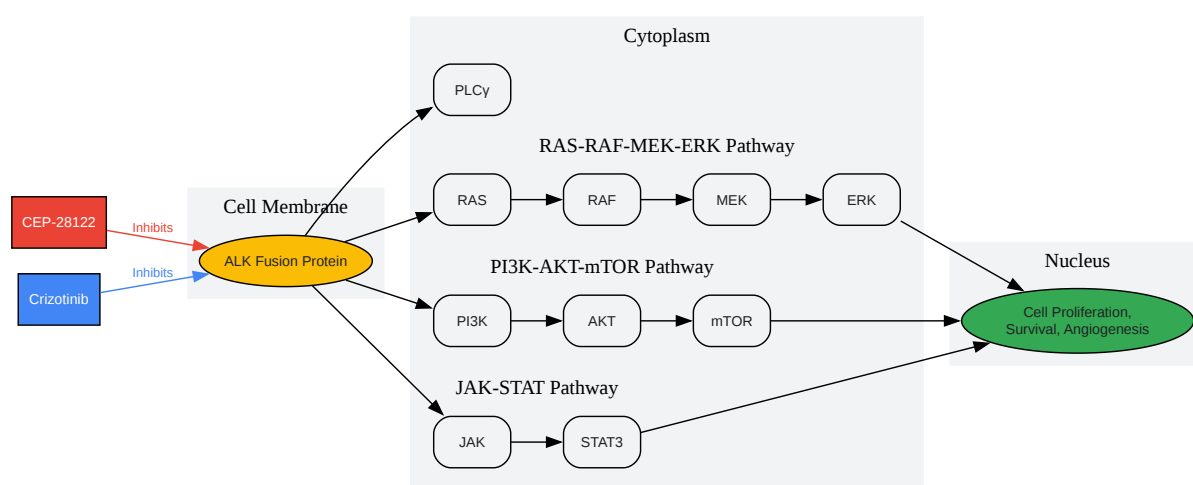 Cytoplasm
PLCγ
RAS-RAF-MEK-ERK Pathway
RAS
RAF
MEK
ERK
CEP-28122
Inhibits
Cell Membrane
ALK Fusion Protein
Crizotinib
Inhibits
PI3K-AKT-mTOR Pathway
PI3K
AKT
mTOR
Nucleus
Cell Proliferation,
Survival, Angiogenesis
JAK-STAT Pathway
JAK
STAT3